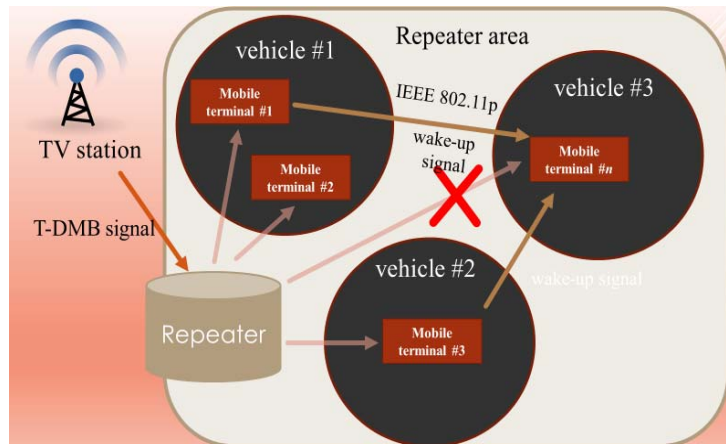 vehicle #1
Repeater area
vehicle #3
Mobile
terminal #1
IEEE 802.11p
wake-up
signal
Mobile
terminal #n
Mobile
terminal #2
TV station
T-DMB signal
vehicle #2
wake-up signal
Repeater
Mobile
terminal #3